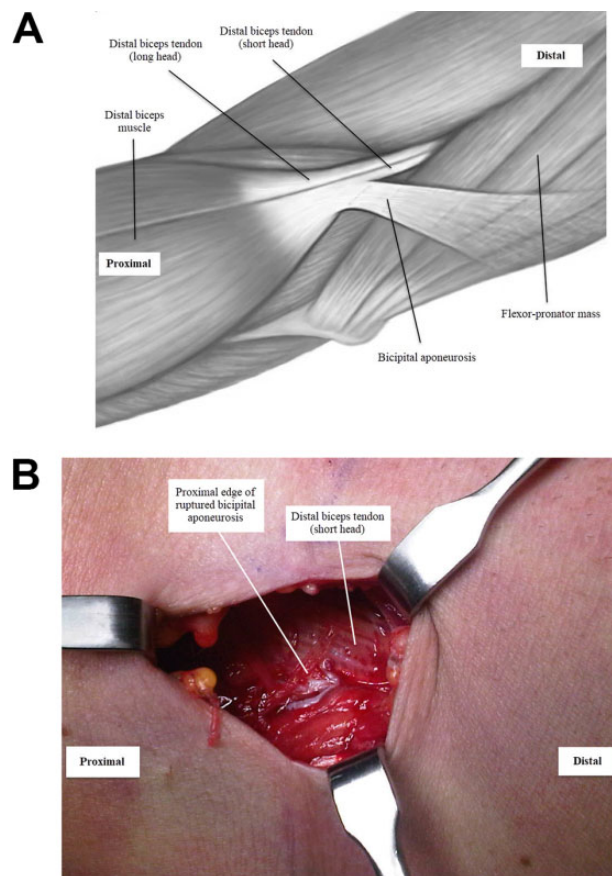 A
Distal biceps tendon
(long head)
Distal biceps tendon
(short head)
Distal
Distal biceps
muscle
Proximal
Flexor-pronator mass
Bicipital aponeurosis
B
Proximal edge of
ruptured bicipital
aponeurosis
Distal biceps tendon
(short head)
Proximal
Distal